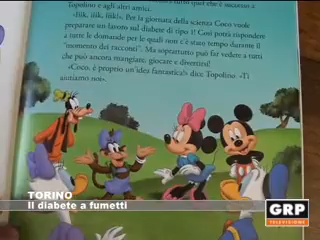 Topolino e agli altri amici.
«Iiik, iiik, iiik!». Per la giornata della scienza Coco vuole
preparare un lavoro sul diabete di tipo 1! Così potrà rispondere
a tutte le domande per le quali non c'è stato tempo durante il
"momento dei racconti". Ma soprattutto può far vedere a tutti
che può ancora mangiare, giocare e divertirsi!
«Coco, è proprio un'idea fantastica!» dice Topolino. «Ti
aiutiamo noi».
TORINO
Il diabete a fumetti
GRP
TELEVISIONE